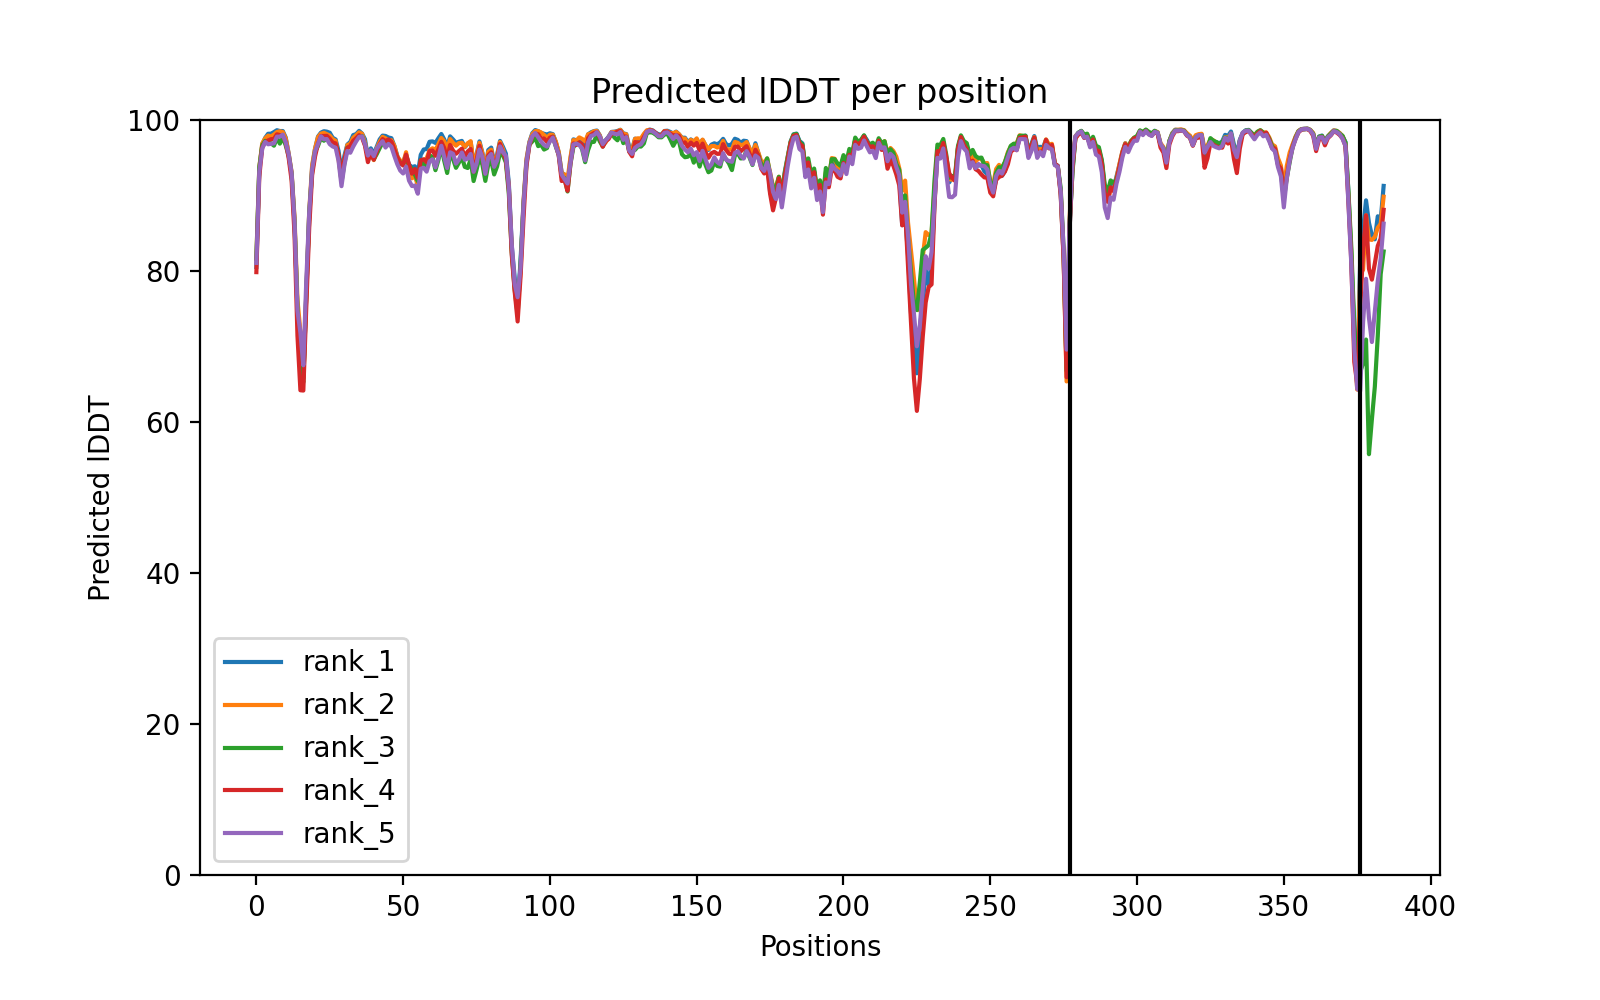 Predicted lDDT per position
100
80
60
40
20
0
Predicted lDDT
rank_1
rank_2
rank_3
rank_4
rank_5
0 50 100 150 200 250 300 350 400
Positions